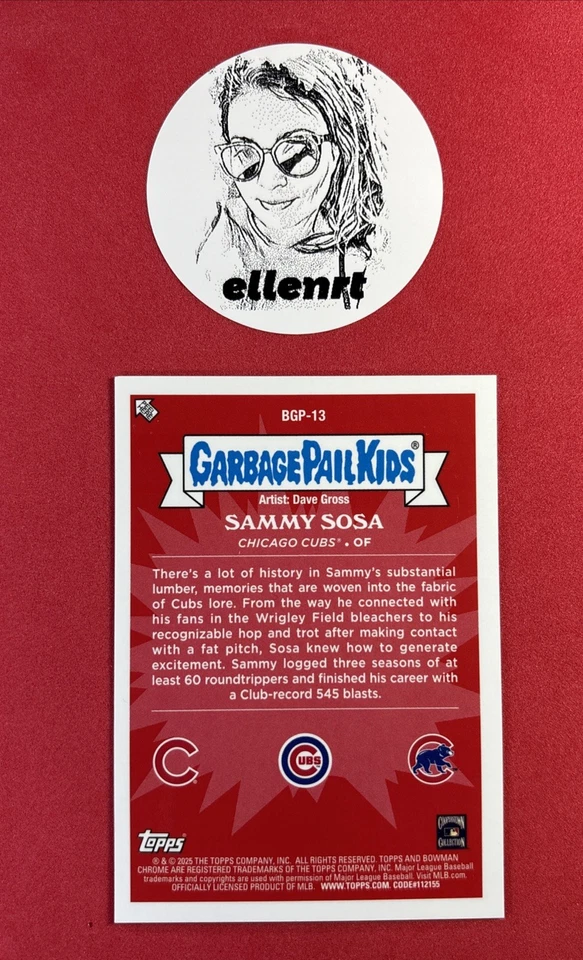 ellenrt
BGP-13
GARBAGE PAIL KIDS®
Artist: Dave Gross
SAMMY SOSA
CHICAGO CUBS® • OF
There's a lot of history in Sammy's substantial
lumber, memories that are woven into the fabric
of Cubs lore. From the way he connected with
his fans in the Wrigley Field bleachers to his
recognizable hop and trot after making contact
with a fat pitch, Sosa knew how to generate
excitement. Sammy logged three seasons of at
least 60 roundtrippers and finished his career with
a Club-record 545 blasts.
CUBS
TOPPS
COOPERSTOWN
COLLECTION
® & © 2025 THE TOPPS COMPANY, INC. ALL RIGHTS RESERVED. TOPPS AND BOWMAN
CHROME ARE REGISTERED TRADEMARKS OF THE TOPPS COMPANY, INC. Major League Baseball
trademarks and copyrights are used with permission of Major League Baseball. Visit MLB.com.
OFFICIALLY LICENSED PRODUCT OF MLB. WWW.TOPPS.COM. CODE#112155